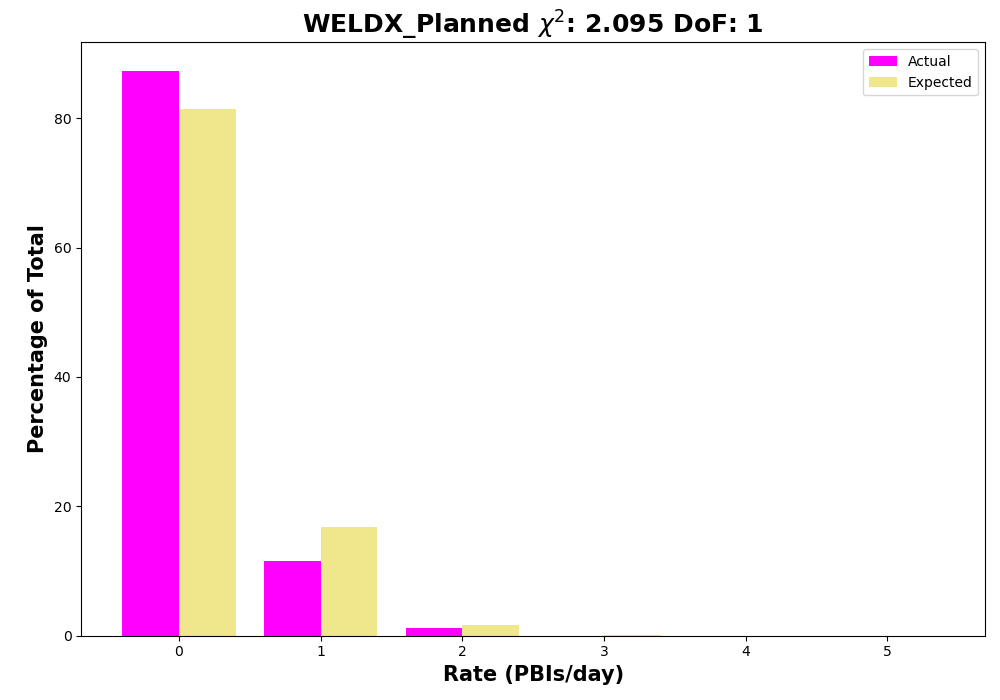 WELDX_Planned χ²: 2.095 DoF: 1
Actual
Expected
Percentage of Total
80
60
40
20
0
0 1 2 3 4 5
Rate (PBIs/day)